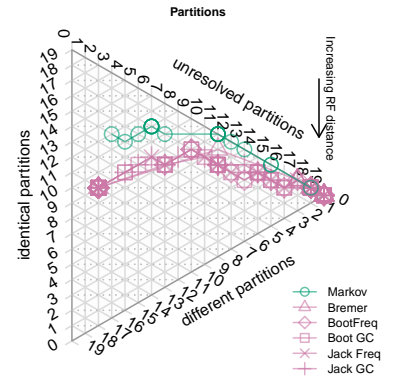 Partitions
0 1 2 3 4 5 6 7 8 9 10 11 12 13 14 15 16 17 18 19
unresolved partitions
Increasing RF distance
19
18
17
16
15
14
13
12
11
10
9
8
7
6
5
4
3
2
1
0
identical partitions
0 1 2 3 4 5 6 7 8 9 10 11 12 13 14 15 16 17 18 19
different partitions
Markov
Bremer
BootFreq
Boot GC
Jack Freq
Jack GC